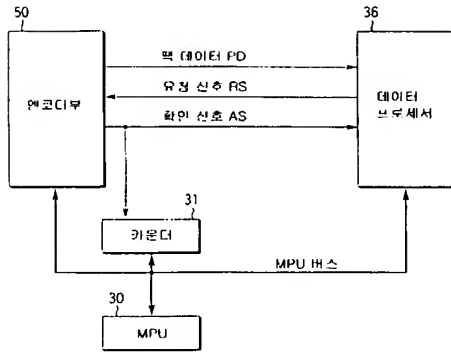 50
36
팩 데이터 PD
요청 신호 RS
확인 신호 AS
엔코더부
데이터
프로세서
31
카운터
MPU 버스
30
MPU